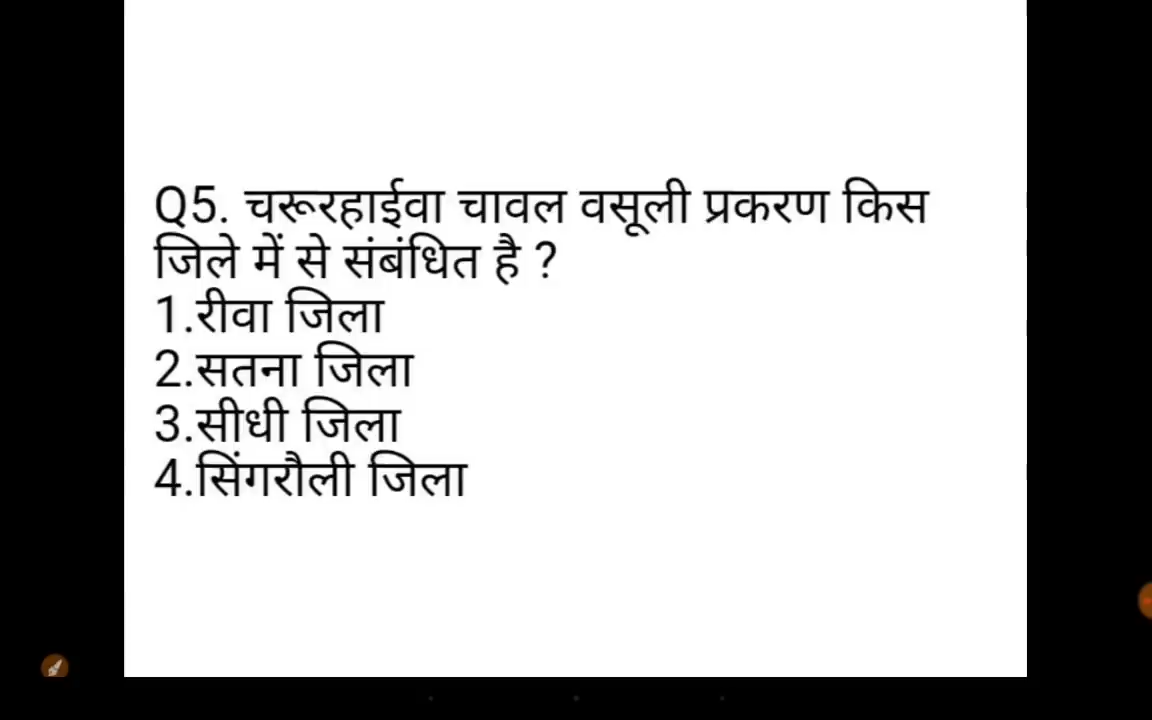 Q5. चरूरहाईवा चावल वसूली प्रकरण किस
जिले में से संबंधित है ?
1.रीवा जिला
2.सतना जिला
3.सीधी जिला
4.सिंगरौली जिला